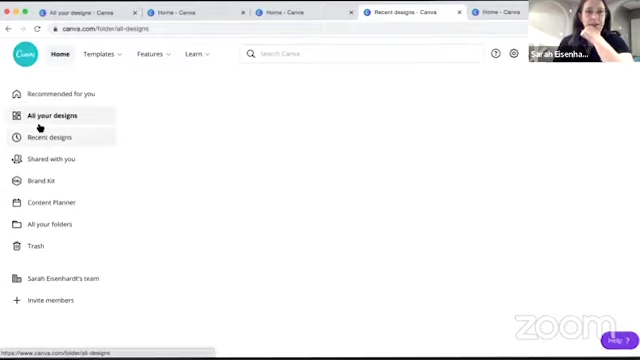 All your designs - Canva
Home - Canva
Home - Canva
Recent designs - Canva
Home - Canva
canva.com/folder/all-designs
Canva
Home
Templates
Features
Learn
Search Canva
Sarah Eisenha...
Recommended for you
All your designs
Recent designs
Shared with you
Brand Kit
Content Planner
All your folders
Trash
Sarah Eisenhardt's team
Invite members
zoom
Help ?
https://www.canva.com/folder/all-designs